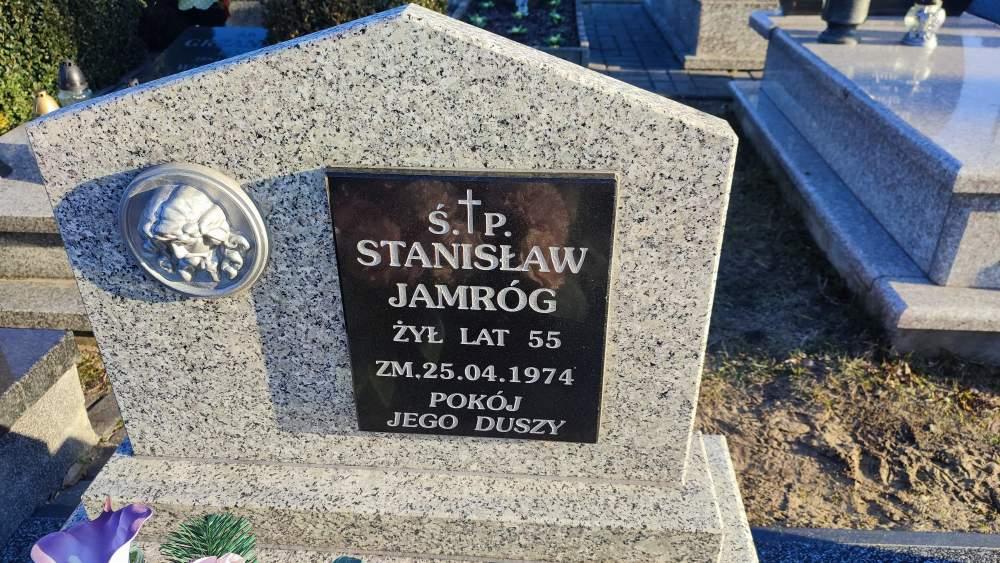 Ś.†P.
STANISŁAW
JAMRÓG
ŻYŁ LAT 55
ZM. 25.04.1974
POKÓJ
JEGO DUSZY